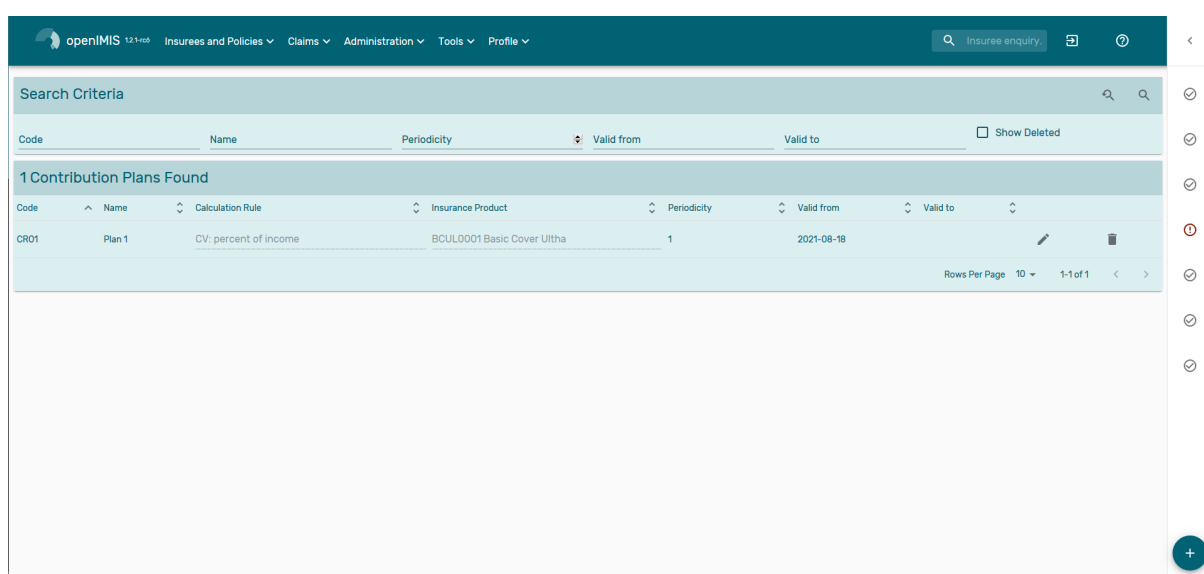 openIMIS 1.2.1-rc6 Insurees and Policies Claims Administration Tools Profile Insuree enquiry.
Search Criteria
Code Name Periodicity Valid from Valid to Show Deleted
1 Contribution Plans Found
Code Name Calculation Rule Insurance Product Periodicity Valid from Valid to
CR01 Plan 1 CV: percent of income BCUL0001 Basic Cover Ultha 1 2021-08-18
Rows Per Page 10 1-1 of 1